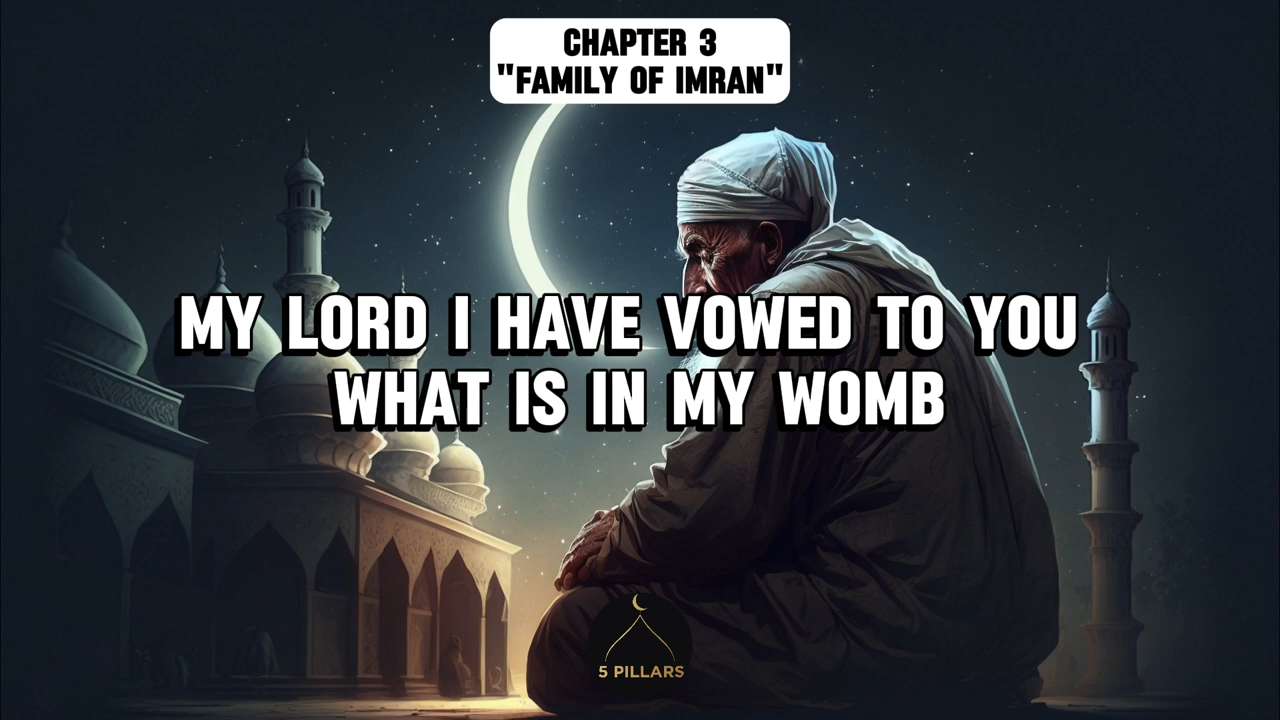 CHAPTER 3
"FAMILY OF IMRAN"
MY LORD I HAVE VOWED TO YOU
WHAT IS IN MY WOMB
5 PILLARS